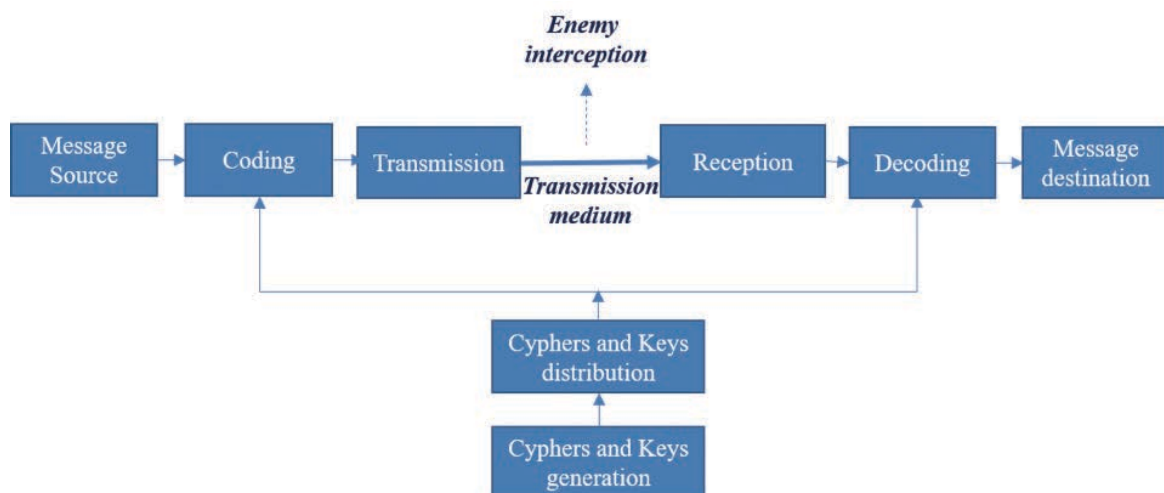 Enemy
interception
Message
Source
Coding
Transmission
Transmission
medium
Reception
Decoding
Message
destination
Cyphers and Keys
distribution
Cyphers and Keys
generation